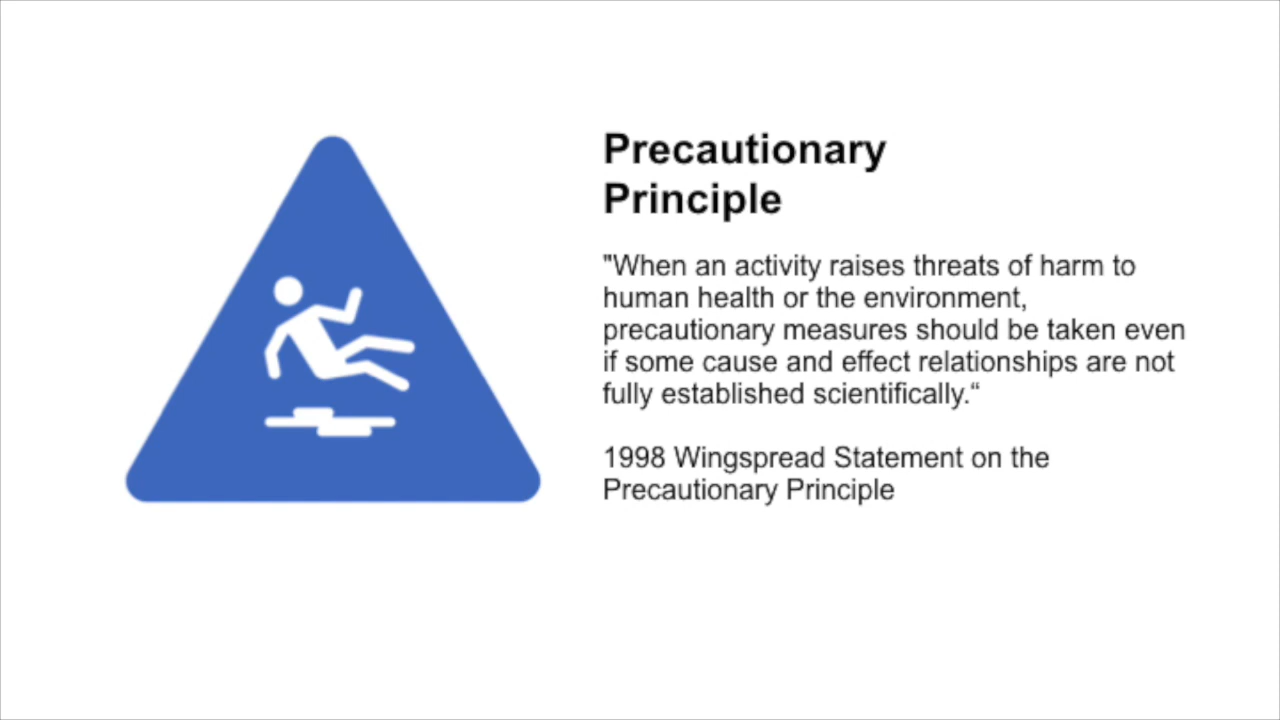 Precautionary
Principle
"When an activity raises threats of harm to
human health or the environment,
precautionary measures should be taken even
if some cause and effect relationships are not
fully established scientifically.“
1998 Wingspread Statement on the
Precautionary Principle